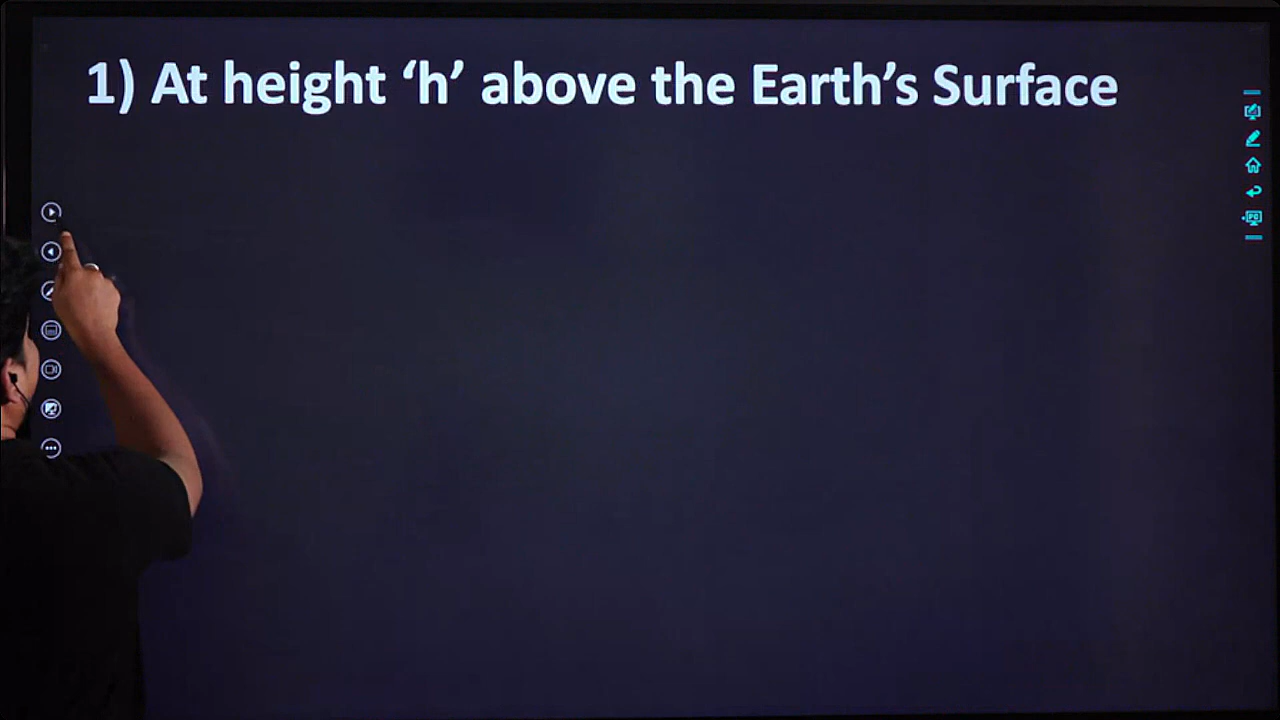 1) At height ‘h’ above the Earth’s Surface